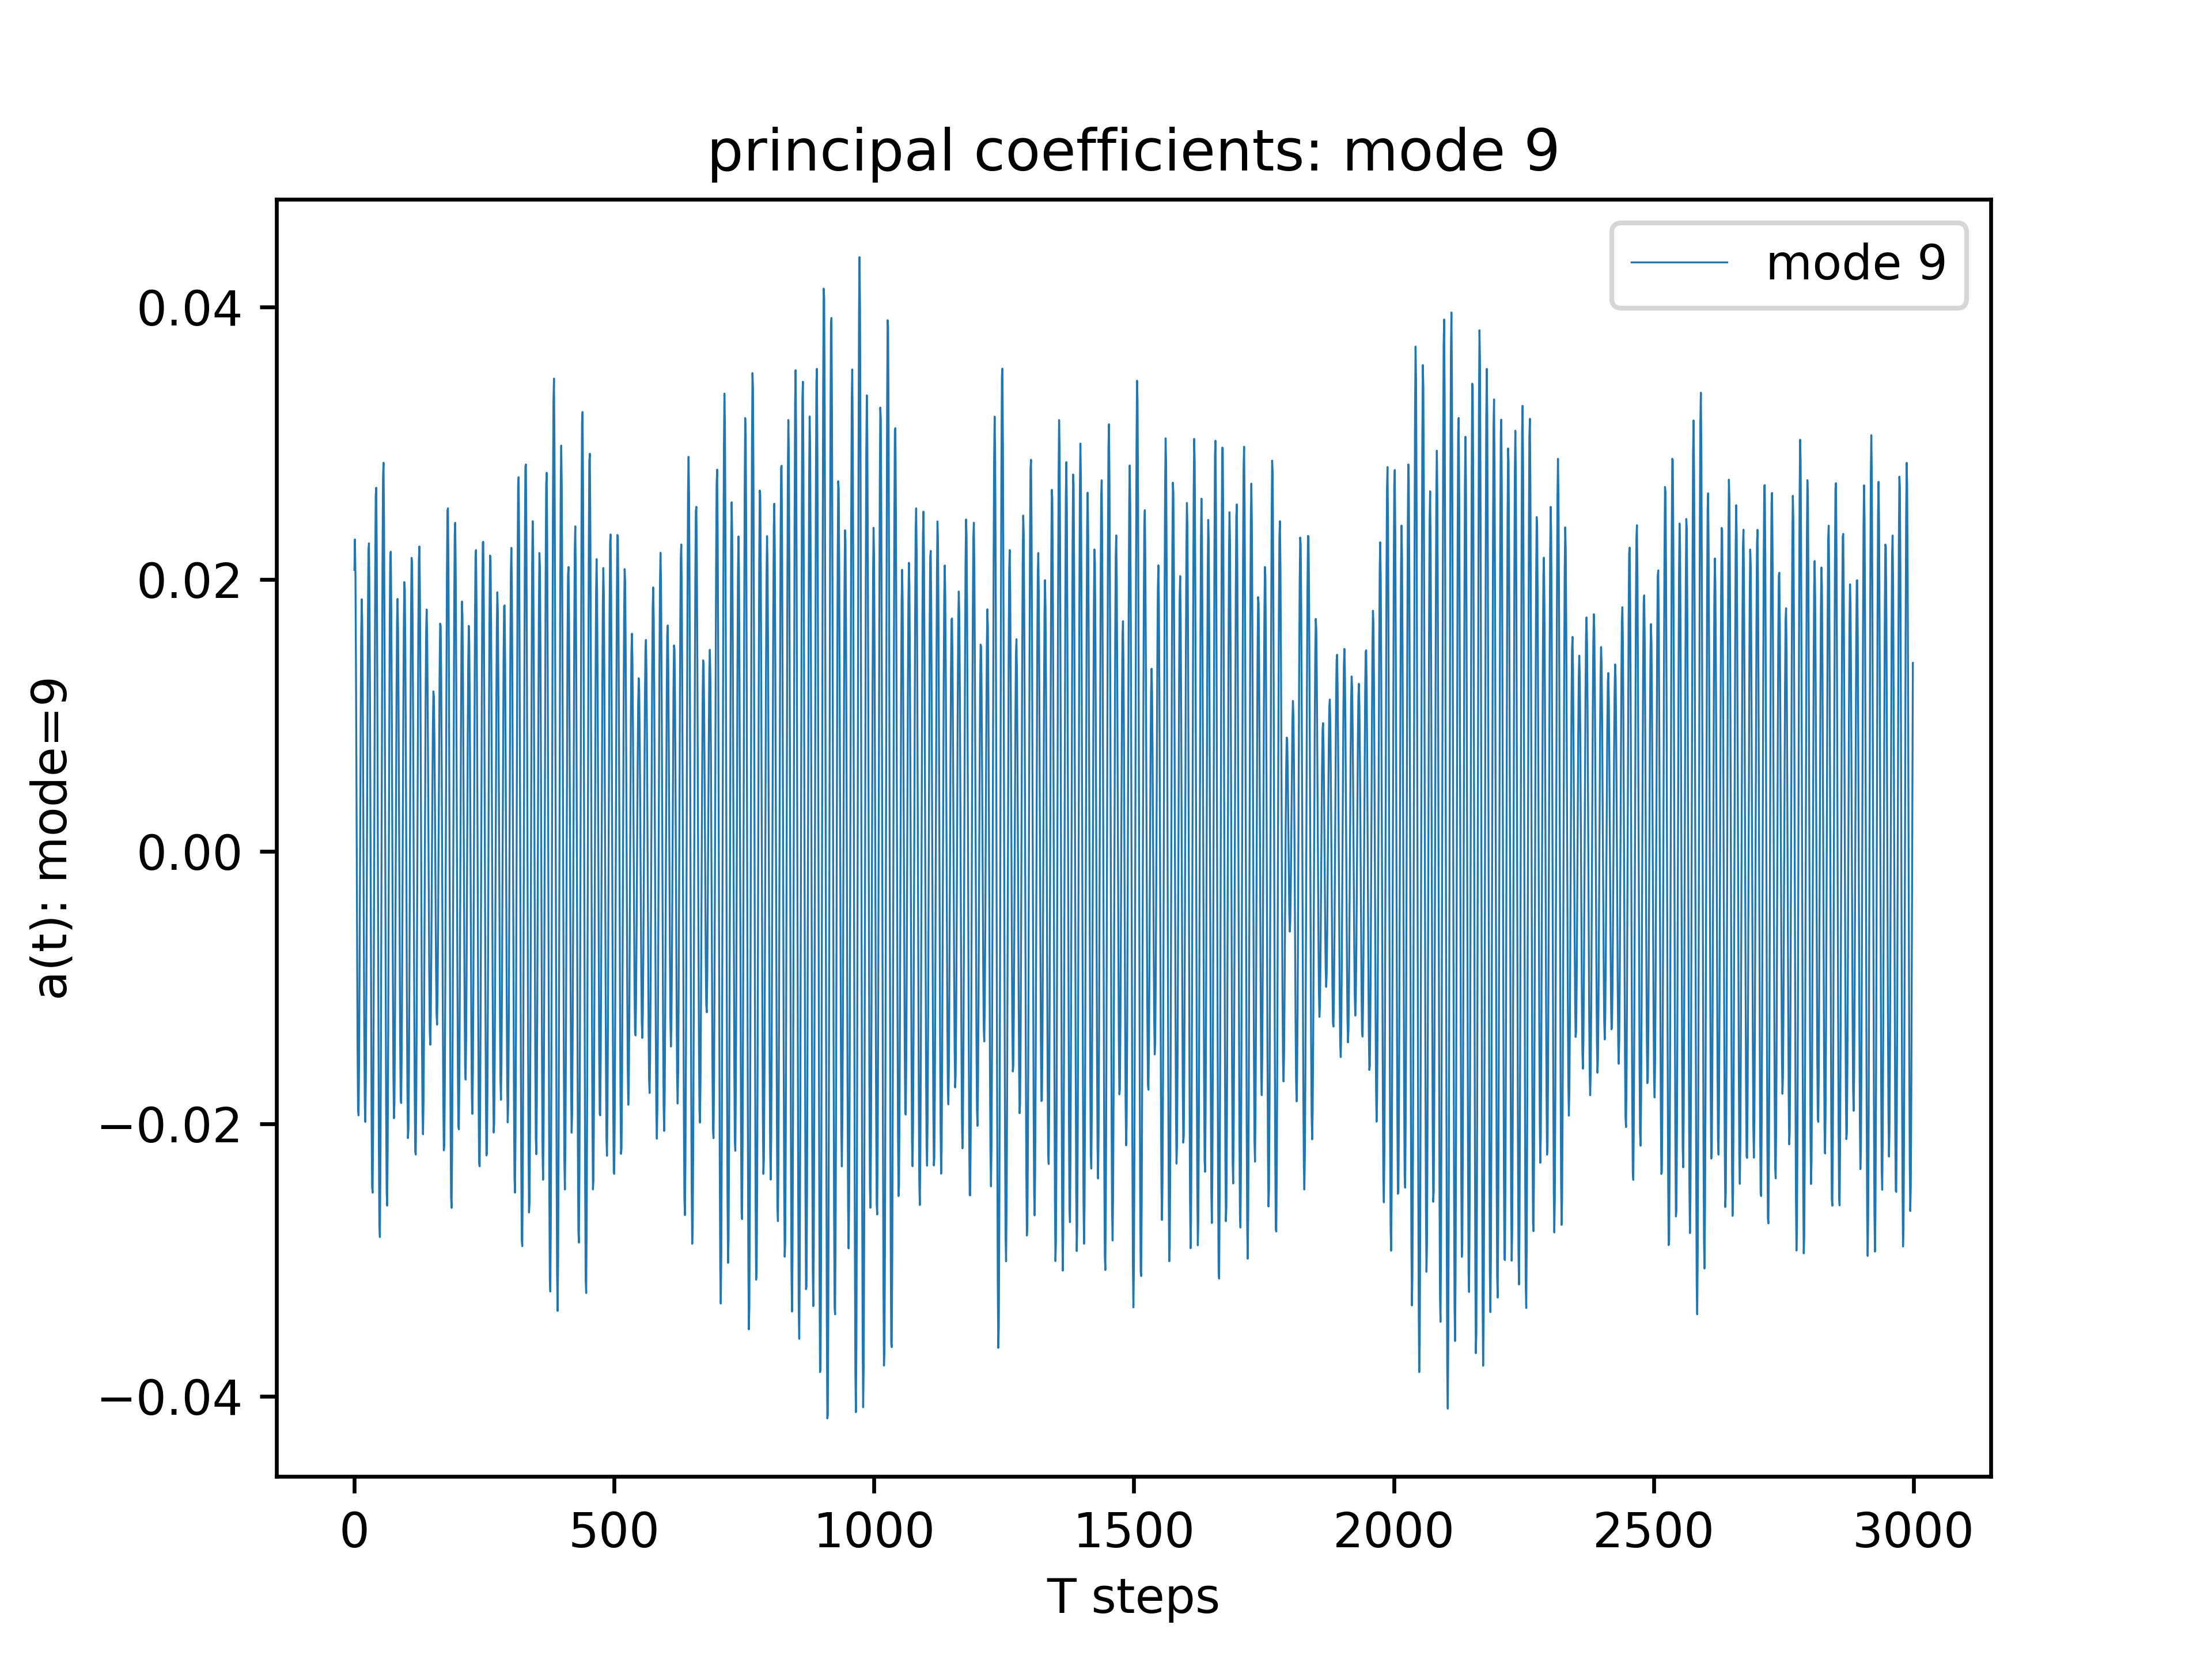 principal coefficients: mode 9
mode 9
0.04
0.02
0.00
−0.02
−0.04
a(t): mode=9
0 500 1000 1500 2000 2500 3000
T steps